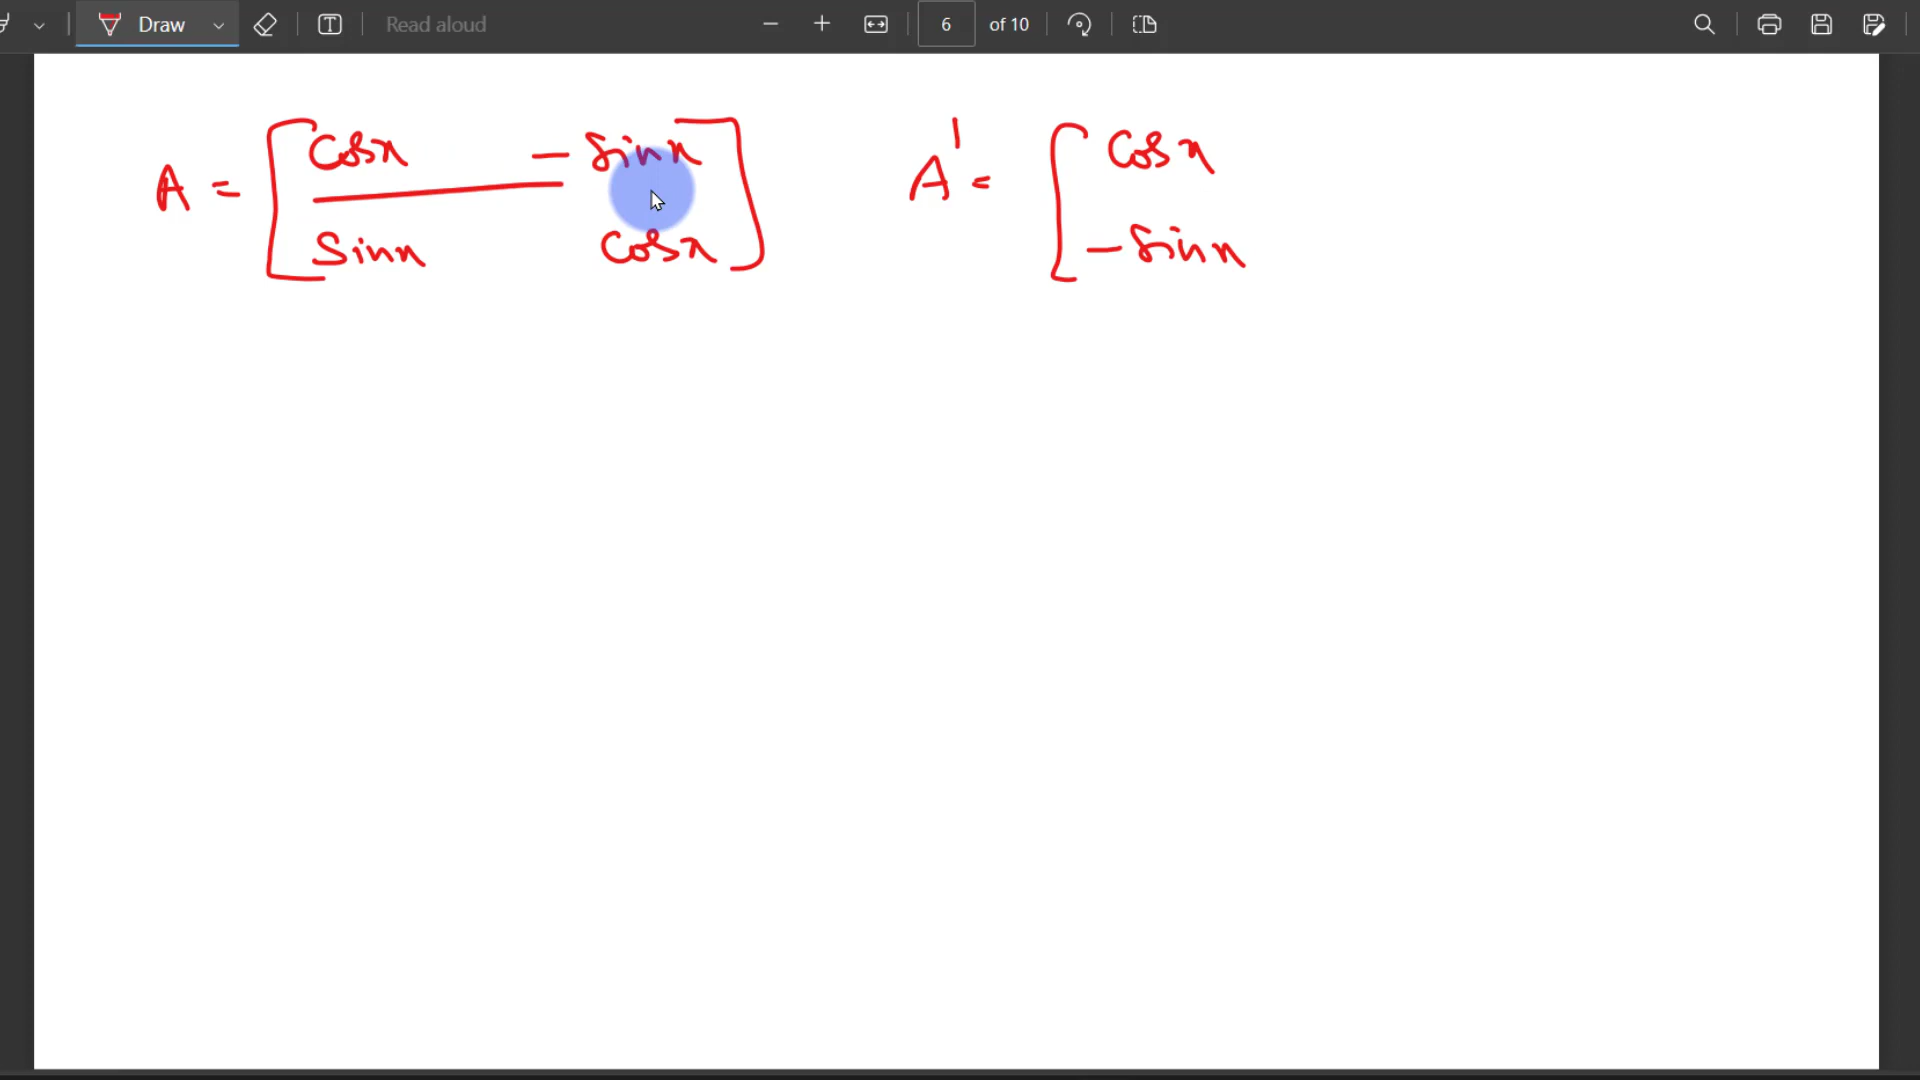 Draw Read aloud 6 of 10
A = [ Cosx - Sinx
Sinx Cosx ]
A' = [ Cosx
- Sinx